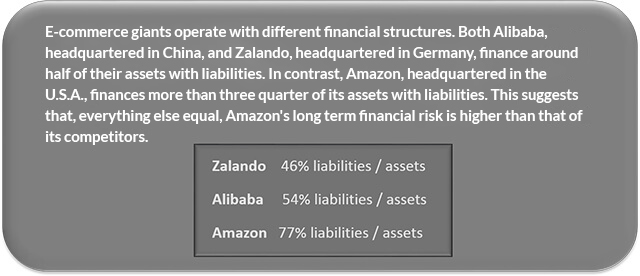 E-commerce giants operate with different financial structures. Both Alibaba,
headquartered in China, and Zalando, headquartered in Germany, finance around
half of their assets with liabilities. In contrast, Amazon, headquartered in the
U.S.A., finances more than three quarter of its assets with liabilities. This suggests
that, everything else equal, Amazon's long term financial risk is higher than that of
its competitors.
Zalando 46% liabilities / assets
Alibaba 54% liabilities / assets
Amazon 77% liabilities / assets